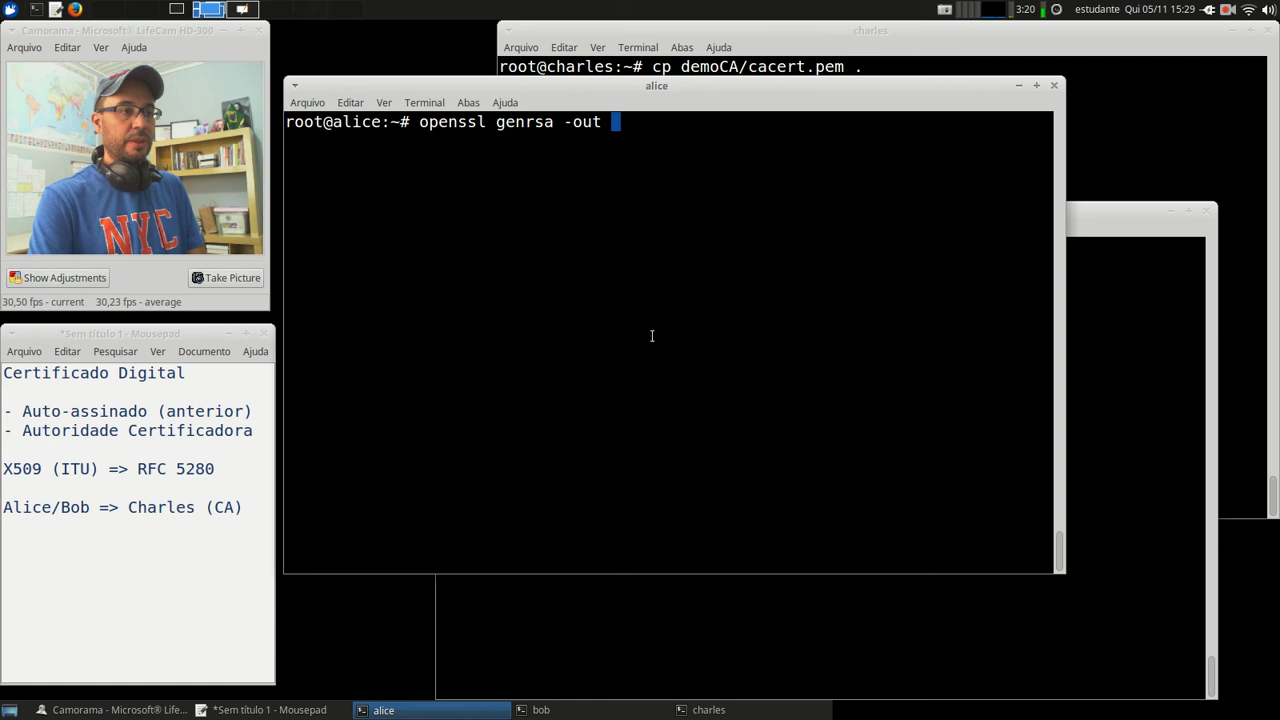 3:20
estudante Qui 05/11 15:29
Camorama - Microsoft® LifeCam HD-300
Arquivo Editar Ver Ajuda
NYC
Show Adjustments
Take Picture
30,50 fps - current 30,23 fps - average
*Sem título 1 - Mousepad
Arquivo Editar Pesquisar Ver Documento Ajuda
Certificado Digital
- Auto-assinado (anterior)
- Autoridade Certificadora
X509 (ITU) => RFC 5280
Alice/Bob => Charles (CA)
charles
Arquivo Editar Ver Terminal Abas Ajuda
root@charles:~# cp demoCA/cacert.pem .
alice
Arquivo Editar Ver Terminal Abas Ajuda
root@alice:~# openssl genrsa -out
Camorama - Microsoft® LifeC...
*Sem título 1 - Mousepad
alice
bob
charles